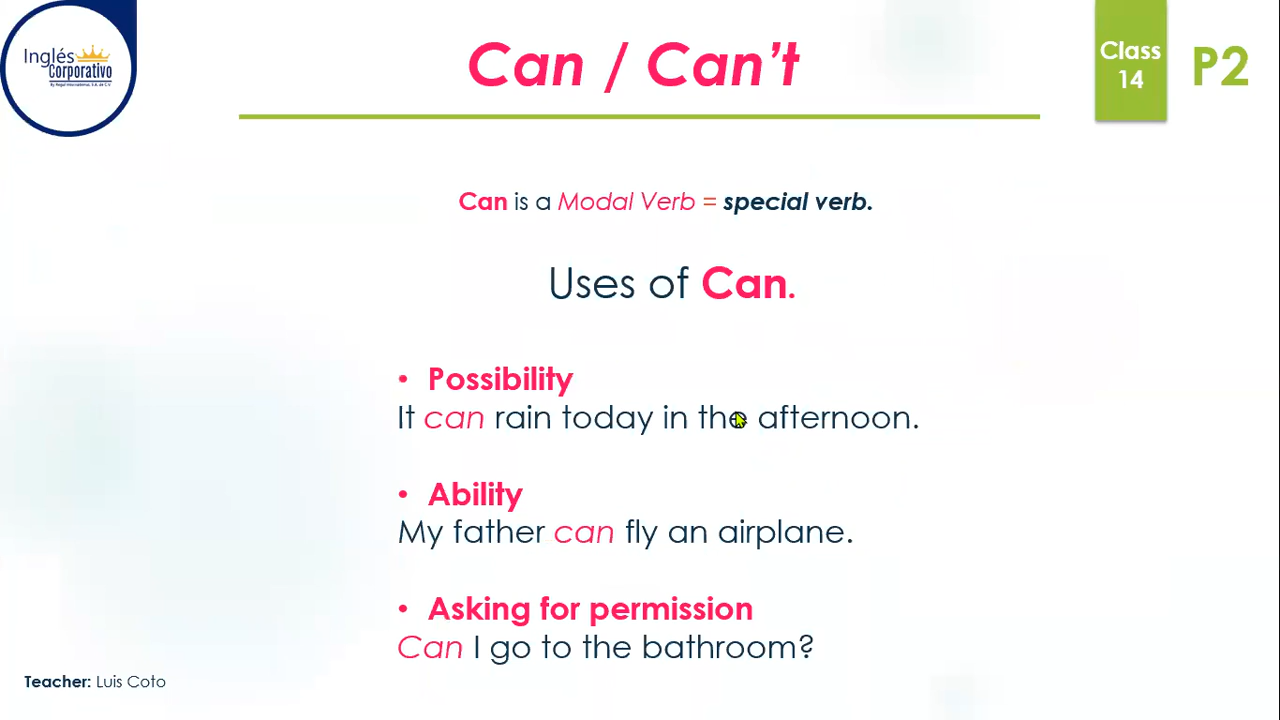 Inglés
Corporativo
Can / Can't
Class
14
P2
Can is a Modal Verb = special verb.
Uses of Can.
• Possibility
It can rain today in the afternoon.
• Ability
My father can fly an airplane.
• Asking for permission
Can I go to the bathroom?
Teacher: Luis Coto